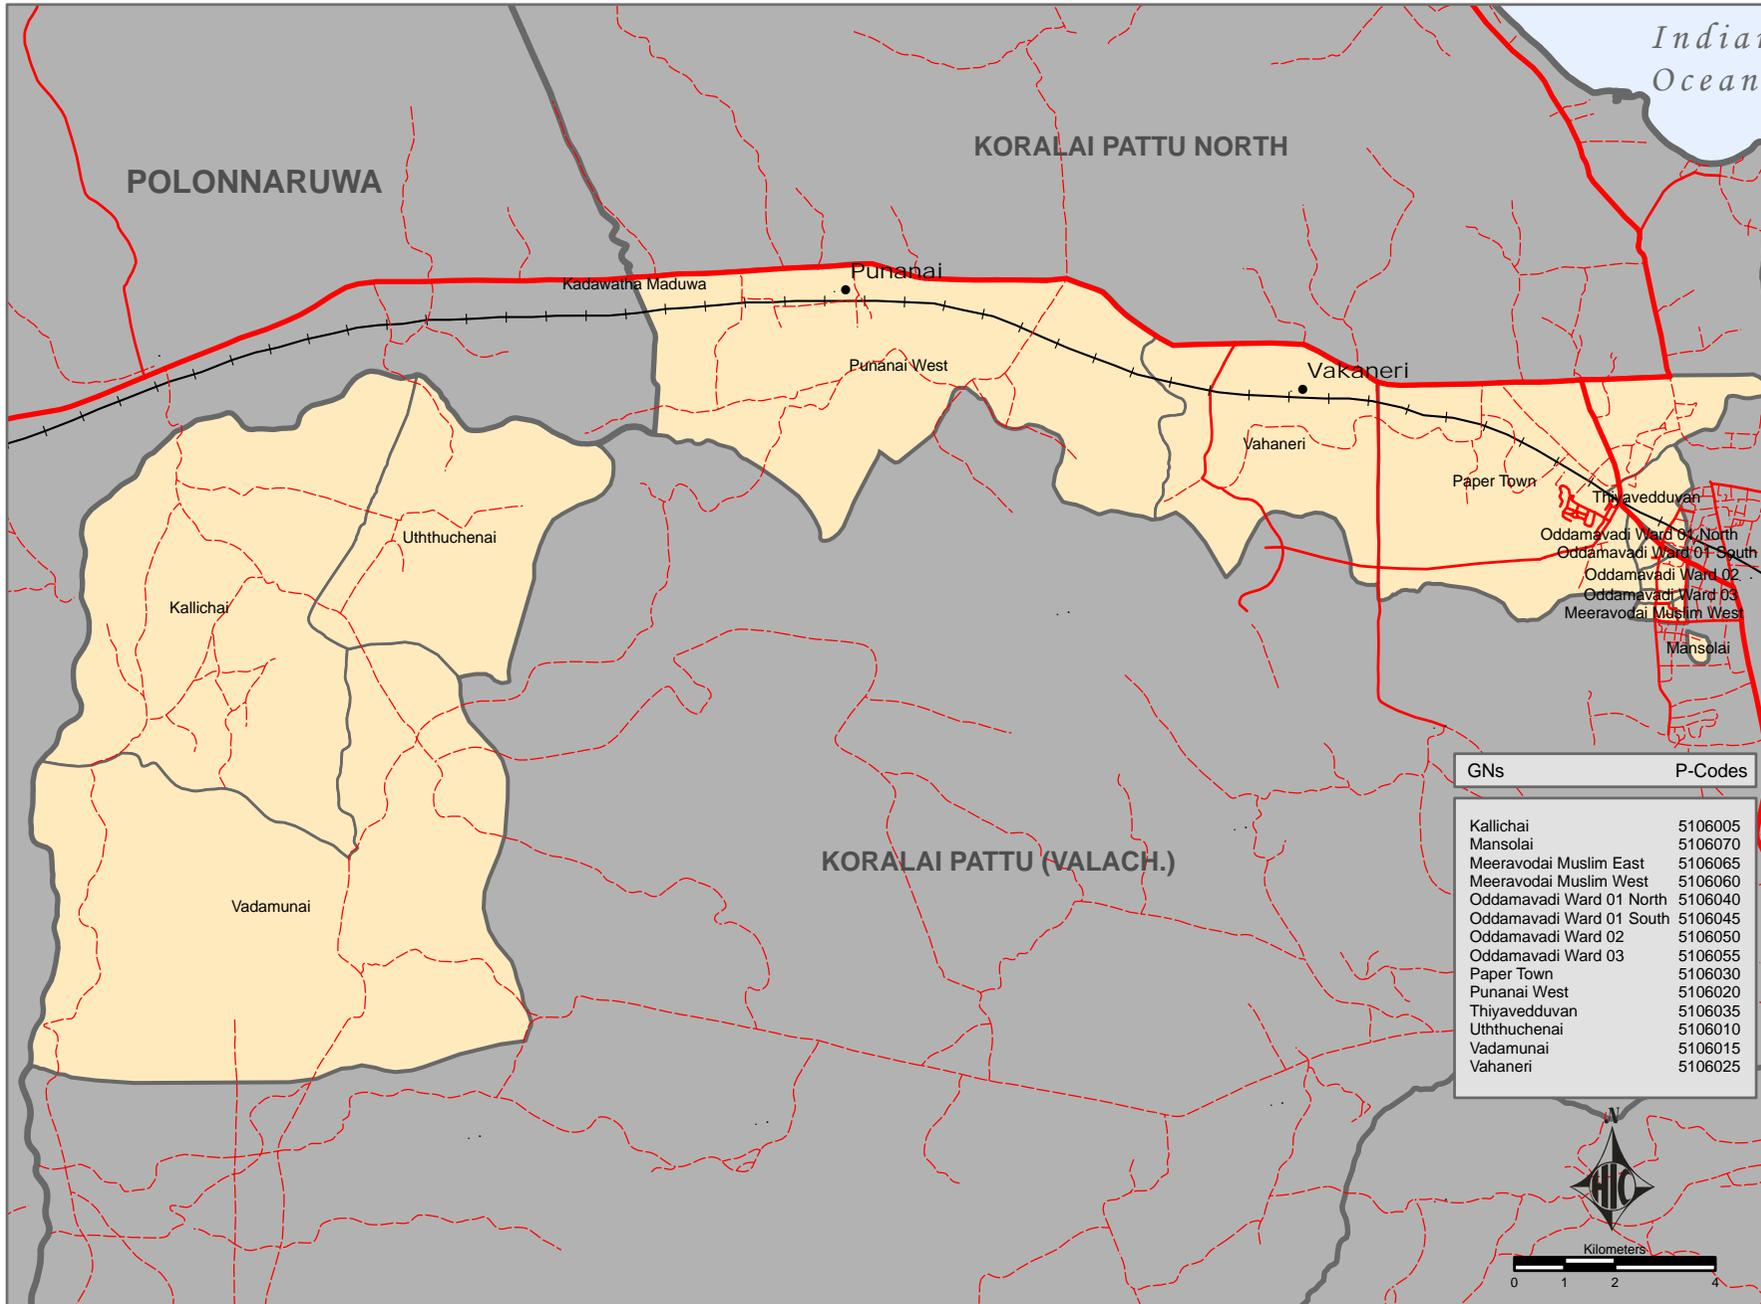 Indian
Ocean
KORALAI PATTU NORTH
POLONNARUWA
Punanai
Kadawatha Maduwa
Punanai West
Vakaneri
Vahaneri
Paper Town
Thiyavedduvan
Oddamavadi Ward 01 North
Oddamavadi Ward 01 South
Oddamavadi Ward 02
Oddamavadi Ward 03
Meeravodai Muslim West
Mansolai
Uththuchenai
Kallichai
KORALAI PATTU (VALACH.)
Vadamunai
GNs P-Codes
Kallichai 5106005
Mansolai 5106070
Meeravodai Muslim East 5106065
Meeravodai Muslim West 5106060
Oddamavadi Ward 01 North 5106040
Oddamavadi Ward 01 South 5106045
Oddamavadi Ward 02 5106050
Oddamavadi Ward 03 5106055
Paper Town 5106030
Punanai West 5106020
Thiyavedduvan 5106035
Uththuchenai 5106010
Vadamunai 5106015
Vahaneri 5106025
N
HIC
Kilometers
0 1 2 4